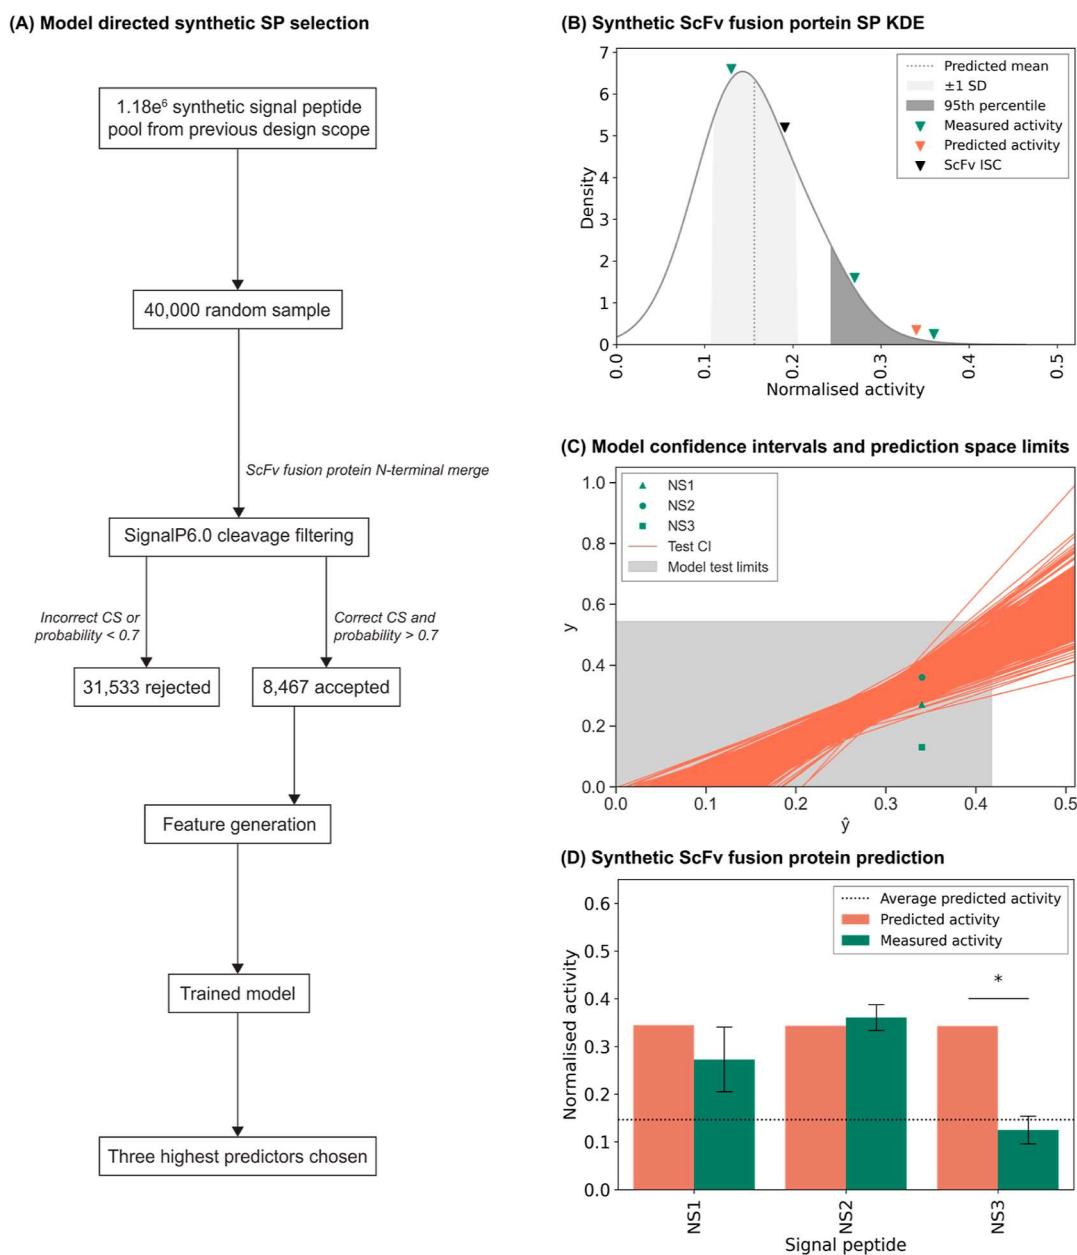 (A) Model directed synthetic SP selection
1.18e⁶ synthetic signal peptide
pool from previous design scope
40,000 random sample
ScFv fusion protein N-terminal merge
SignalP6.0 cleavage filtering
Incorrect CS or
probability < 0.7
Correct CS and
probability > 0.7
31,533 rejected
8,467 accepted
Feature generation
Trained model
Three highest predictors chosen
(B) Synthetic ScFv fusion portein SP KDE
7
6
5
4
3
2
1
0
Density
Predicted mean
±1 SD
95th percentile
Measured activity
Predicted activity
ScFv ISC
0.0
0.1
0.2
0.3
0.4
0.5
Normalised activity
(C) Model confidence intervals and prediction space limits
1.0
0.8
0.6
0.4
0.2
0.0
y
NS1
NS2
NS3
Test CI
Model test limits
0.0
0.1
0.2
0.3
0.4
0.5
ŷ
(D) Synthetic ScFv fusion protein prediction
0.6
0.5
0.4
0.3
0.2
0.1
0.0
Normalised activity
Average predicted activity
Predicted activity
Measured activity
*
NS1
NS2
NS3
Signal peptide